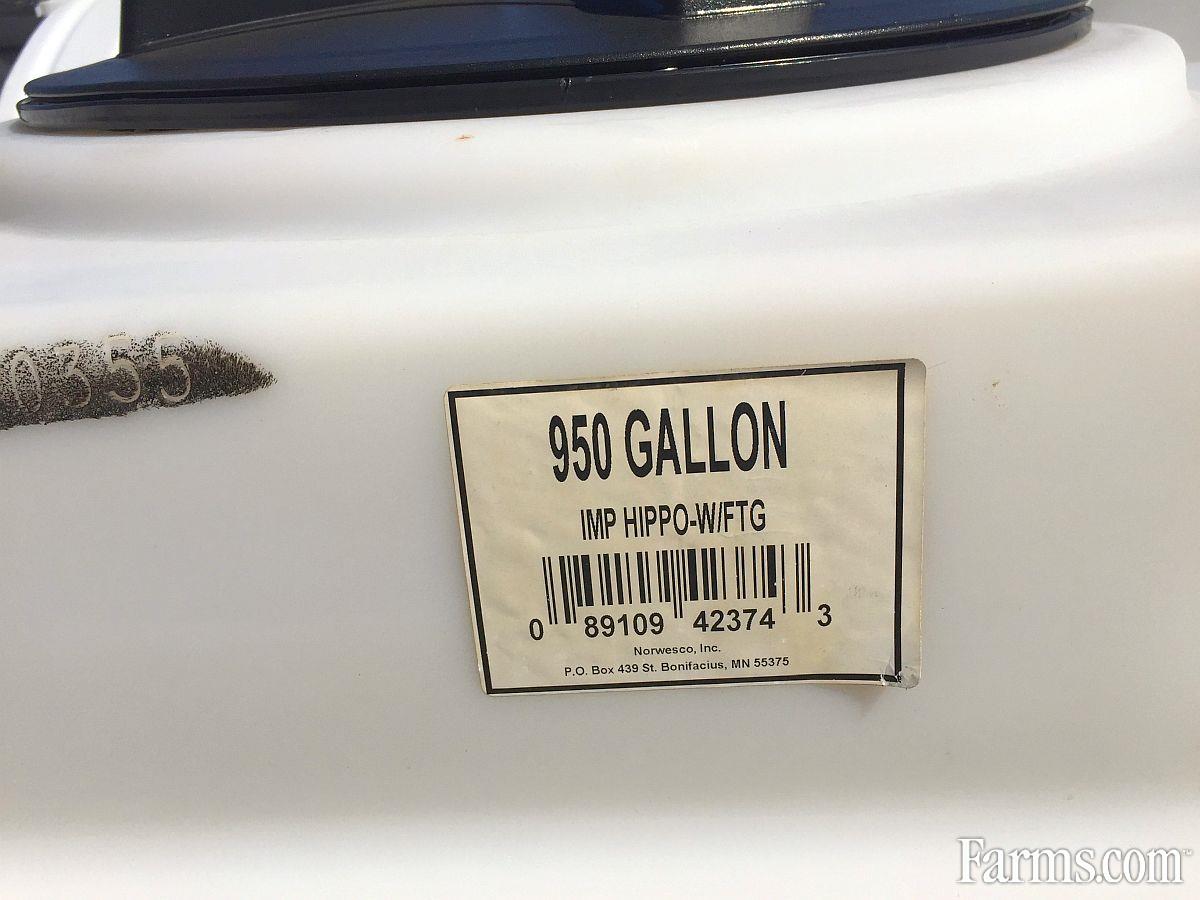 0355
950 GALLON
IMP HIPPO-W/FTG
0 89109 42374 3
Norwesco, Inc.
P.O. Box 439 St. Bonifacius, MN 55375
Farms.com™